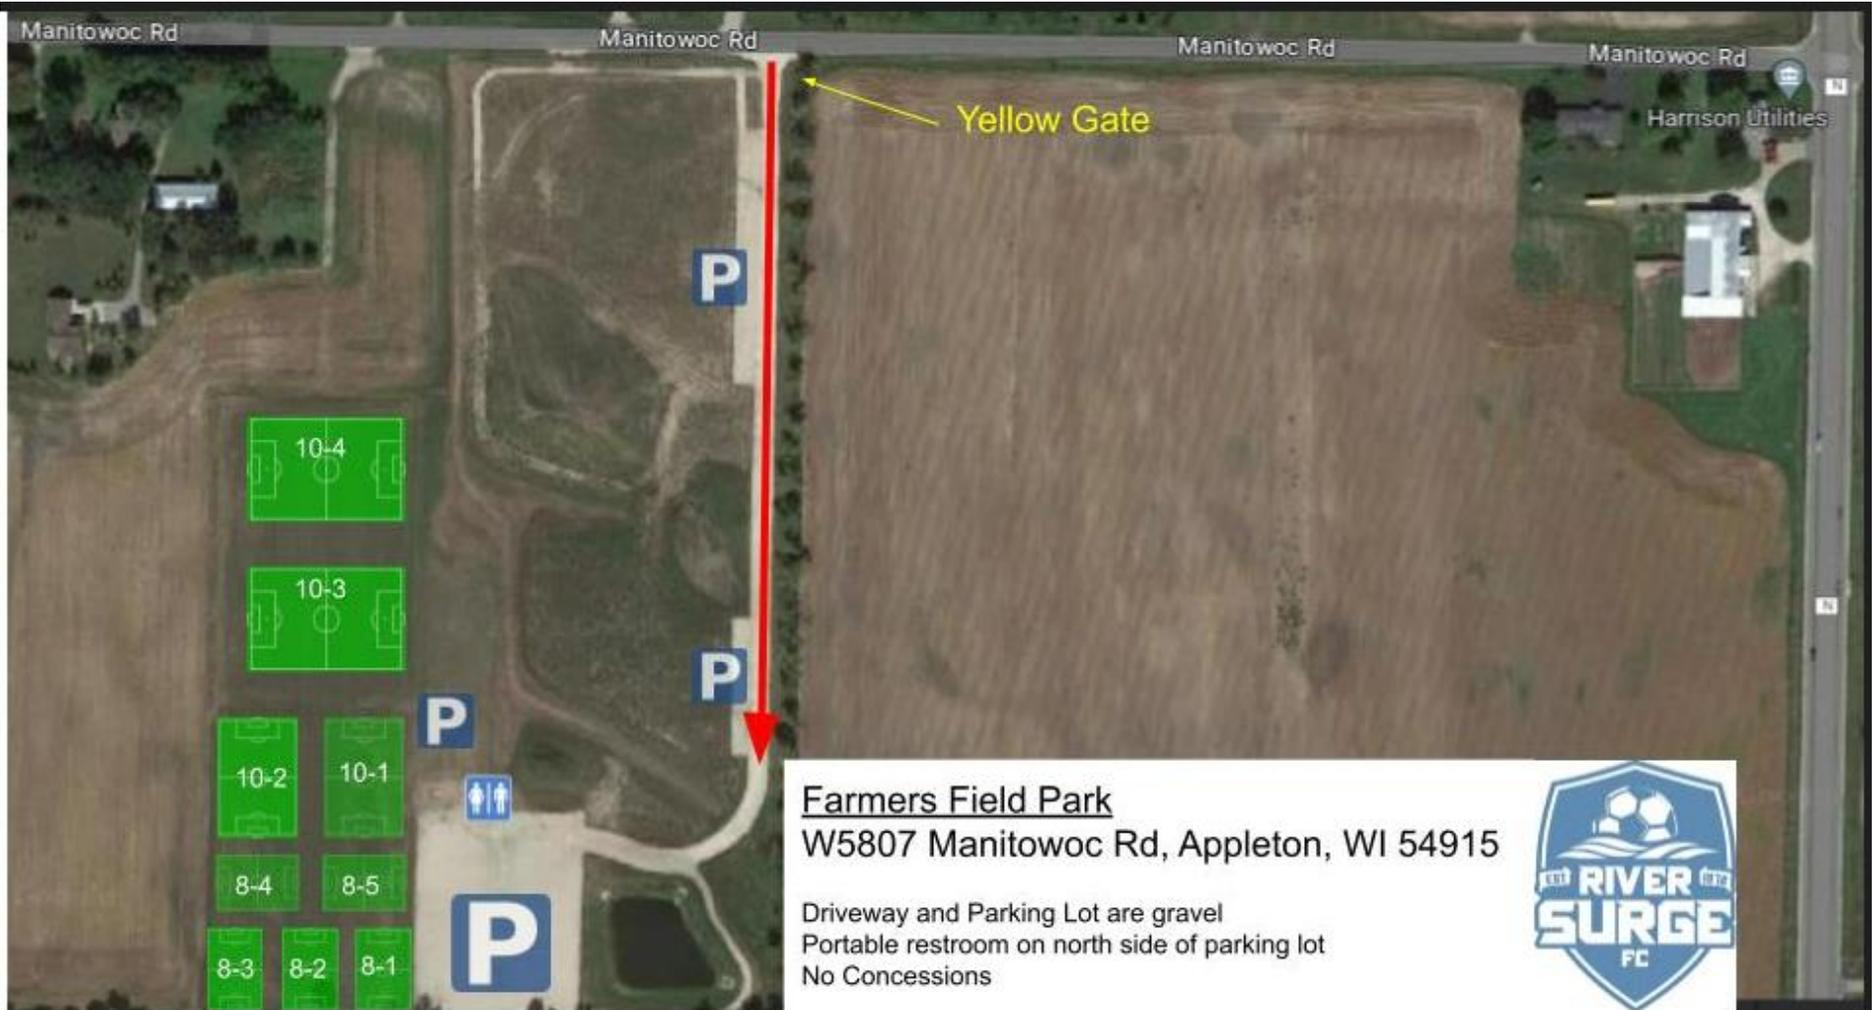 Manitowoc Rd
Manitowoc Rd
Manitowoc Rd
Manitowoc Rd
N
Yellow Gate
Harrison Utilities
P
10-4
10-3
N
P
P
10-2
10-1
8-4
8-5
P
8-3
8-2
8-1
Farmers Field Park
W5807 Manitowoc Rd, Appleton, WI 54915
Driveway and Parking Lot are gravel
Portable restroom on north side of parking lot
No Concessions
EST
RIVER
SURGE
FC